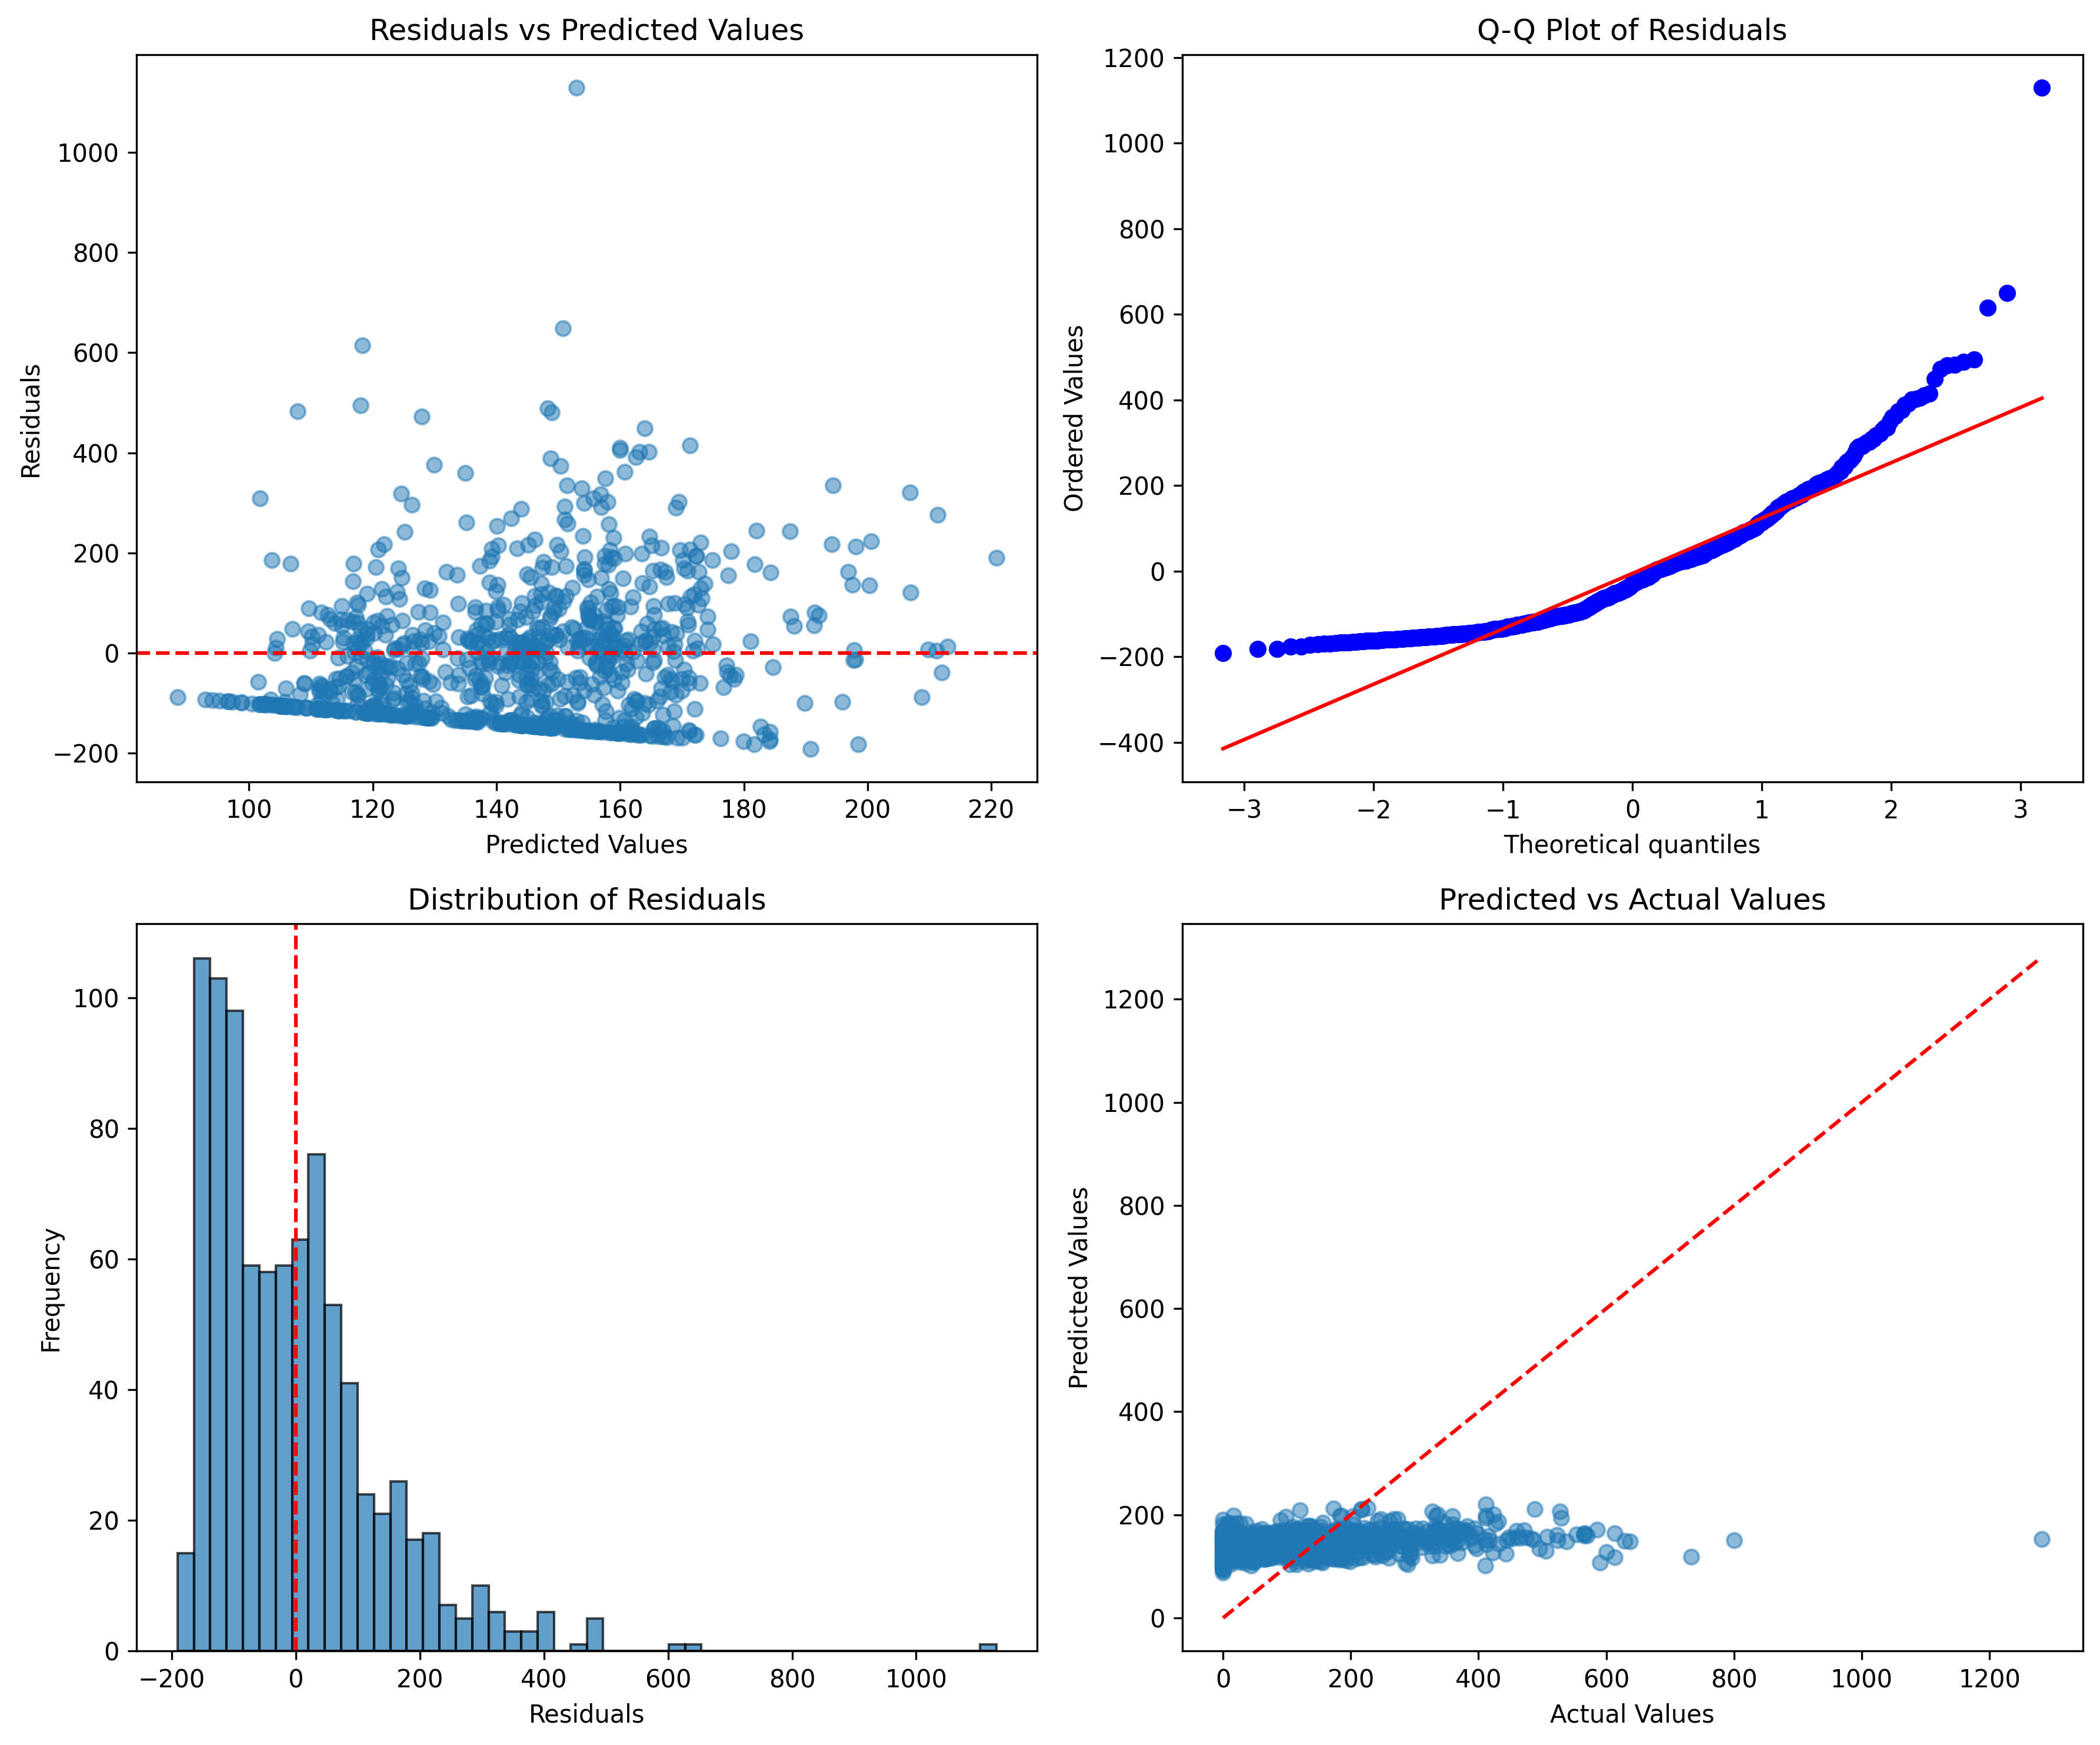 Residuals vs Predicted Values
Residuals
1000
800
600
400
200
0
−200
100 120 140 160 180 200 220
Predicted Values
Q-Q Plot of Residuals
Ordered Values
1200
1000
800
600
400
200
0
−200
−400
−3 −2 −1 0 1 2 3
Theoretical quantiles
Distribution of Residuals
Frequency
100
80
60
40
20
0
−200 0 200 400 600 800 1000
Residuals
Predicted vs Actual Values
Predicted Values
1200
1000
800
600
400
200
0
0 200 400 600 800 1000 1200
Actual Values